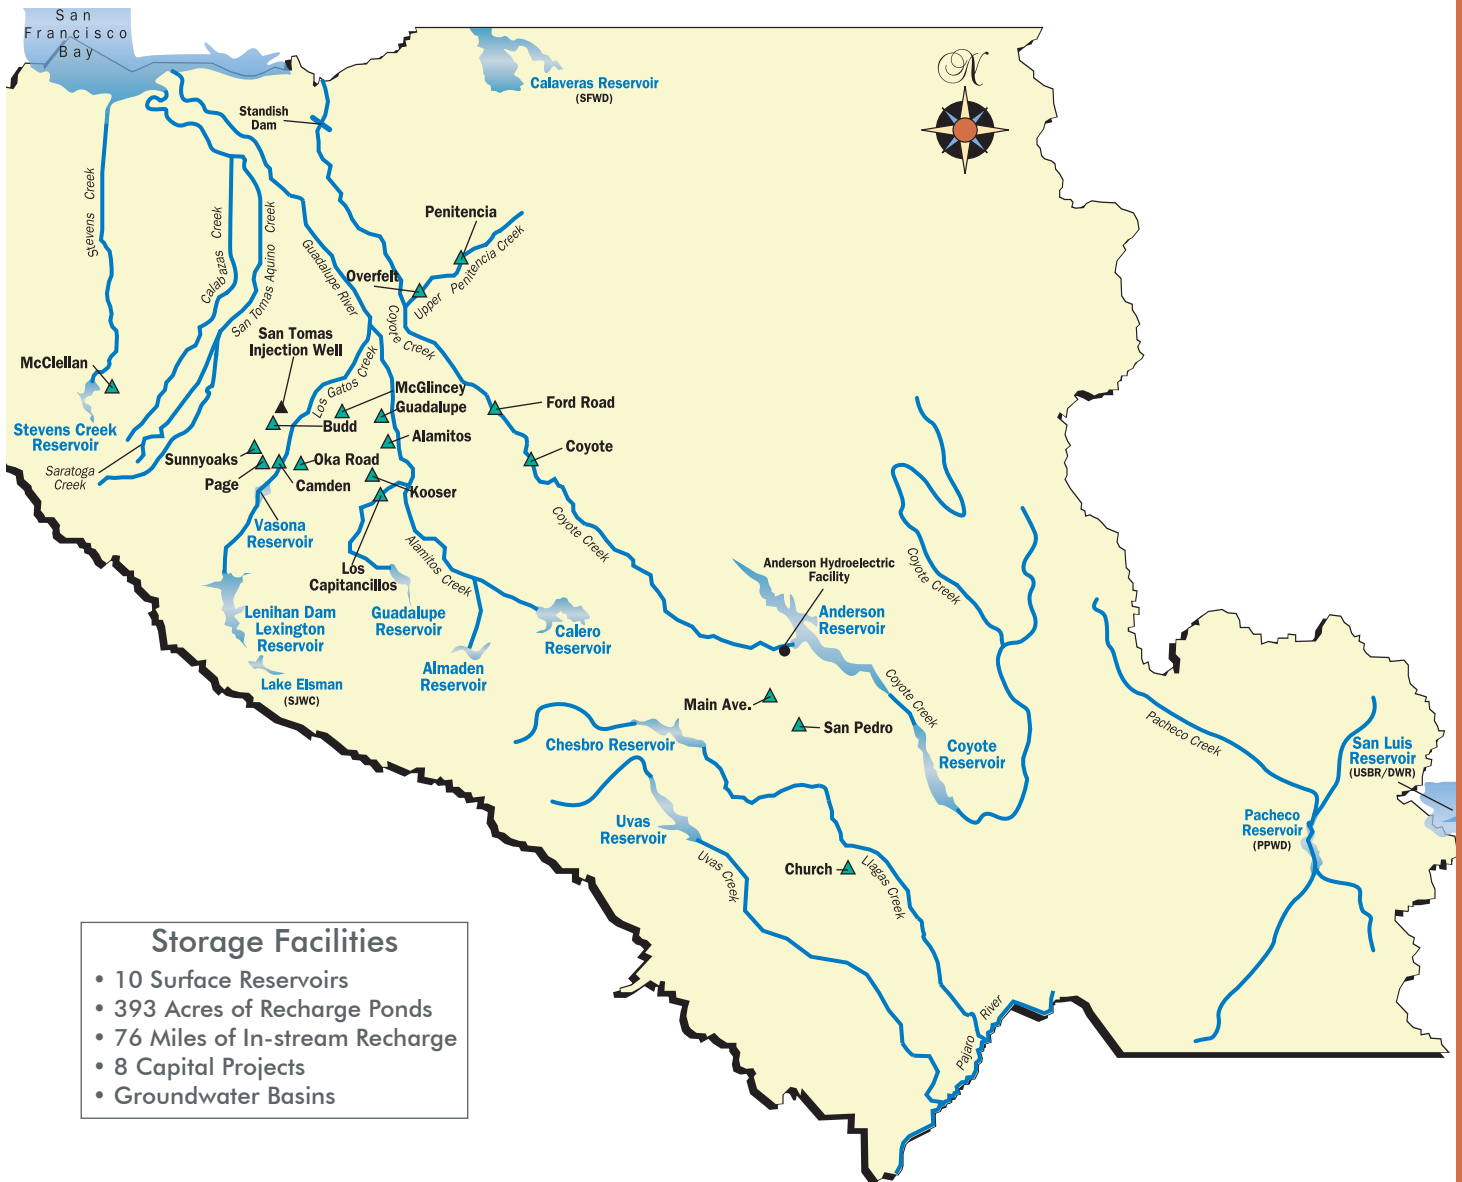 San
Francisco
Bay
N
Calaveras Reservoir
(SFWD)
Standish
Dam
Stevens Creek
Calabazas Creek
San Tomas Aquino Creek
Guadalupe River
Penitencia
Overfelt
Upper Penitencia Creek
Coyote Creek
San Tomas
Injection Well
McClellan
Los Gatos Creek
McGlincey
Guadalupe
Ford Road
Budd
Alamitos
Stevens Creek
Reservoir
Coyote
Sunnyoaks
Oka Road
Saratoga
Creek
Page
Camden
Kooser
Vasona
Reservoir
Coyote Creek
Alamitos Creek
Coyote Creek
Los
Capitancillos
Anderson Hydroelectric
Facility
Lenihan Dam
Lexington
Reservoir
Guadalupe
Reservoir
Calero
Reservoir
Anderson
Reservoir
Almaden
Reservoir
Lake Elsman
(SJWC)
Coyote Creek
Main Ave.
San Pedro
Pacheco Creek
Chesbro Reservoir
Coyote
Reservoir
San Luis
Reservoir
(USBR/DWR)
Uvas
Reservoir
Pacheco
Reservoir
(PPWD)
Uvas Creek
Church
Llagas Creek
Pajaro River
Storage Facilities
• 10 Surface Reservoirs
• 393 Acres of Recharge Ponds
• 76 Miles of In-stream Recharge
• 8 Capital Projects
• Groundwater Basins